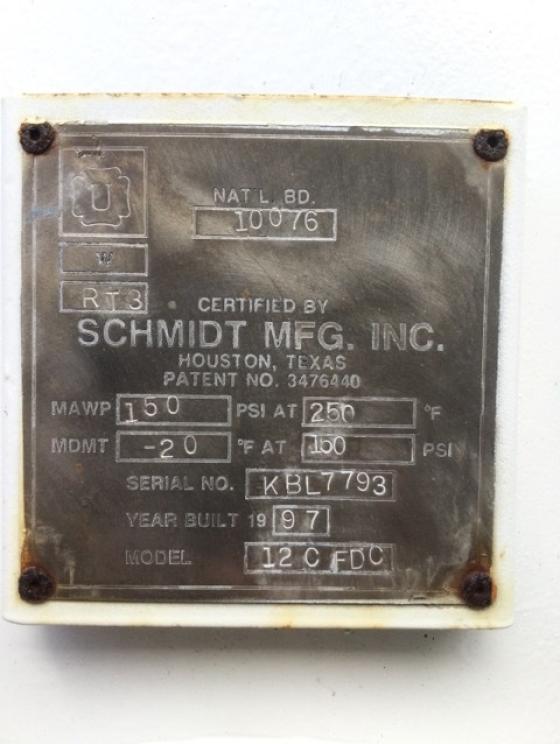 U
NAT'L. BD.
10076
W
RT3
CERTIFIED BY
SCHMIDT MFG. INC.
HOUSTON, TEXAS
PATENT NO. 3476440
MAWP 150 PSI AT 250 °F
MDMT -20 °F AT 150 PSI
SERIAL NO. KBL7793
YEAR BUILT 19 97
MODEL 12 C FDC